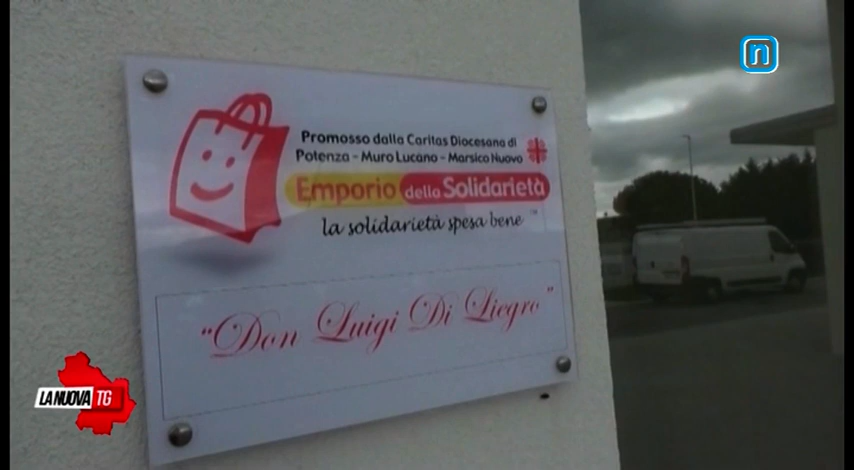 n
Promosso dalla Caritas Diocesana di
Potenza - Muro Lucano - Marsico Nuovo
Emporio della Solidarietà
la solidarietà spesa bene
"Don Luigi Di Liegro"
LA NUOVA TG